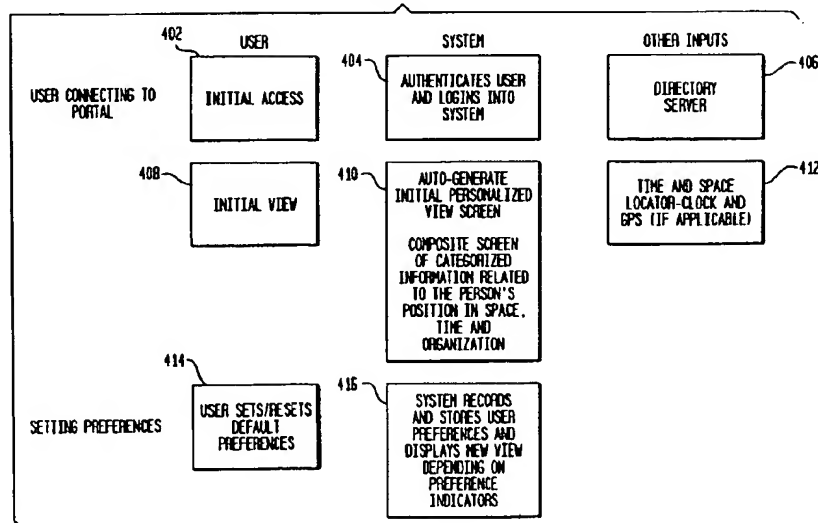 402
USER
SYSTEM
OTHER INPUTS
USER CONNECTING TO
PORTAL
INITIAL ACCESS
404
AUTHENTICATES USER
AND LOGINS INTO
SYSTEM
406
DIRECTORY
SERVER
408
INITIAL VIEW
410
AUTO-GENERATE
INITIAL PERSONALIZED
VIEW SCREEN
COMPOSITE SCREEN
OF CATEGORIZED
INFORMATION RELATED
TO THE PERSON'S
POSITION IN SPACE,
TIME AND
ORGANIZATION
412
TIME AND SPACE
LOCATOR-CLOCK AND
GPS (IF APPLICABLE)
SETTING PREFERENCES
414
USER SETS/RESETS
DEFAULT
PREFERENCES
416
SYSTEM RECORDS
AND STORES USER
PREFERENCES AND
DISPLAYS NEW VIEW
DEPENDING ON
PREFERENCE
INDICATORS